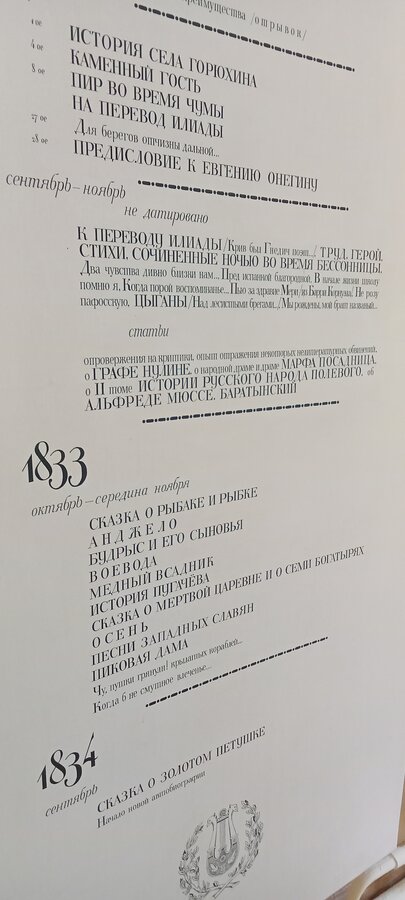 преимущества /отрывок/
1 ое ИСТОРИЯ СЕЛА ГОРЮХИНА
4 ое КАМЕННЫЙ ГОСТЬ
8 ое ПИР ВО ВРЕМЯ ЧУМЫ
НА ПЕРЕВОД ИЛИАДЫ
27 ое Для берегов отчизны дальной...
28 ое ПРЕДИСЛОВИЕ К ЕВГЕНИЮ ОНЕГИНУ
сентябрь – ноябрь
не датировано
К ПЕРЕВОДУ ИЛИАДЫ /Крив был Гнедич поэт.../ ТРУД, ГЕРОЙ,
СТИХИ, СОЧИНЕННЫЕ НОЧЬЮ ВО ВРЕМЯ БЕССОННИЦЫ,
Два чувства дивно близки нам... Пред испанкой благородной, В начале жизни школу
помню я, Когда порой воспоминанье... Пью за здравие Мери /из Барри Корнуола/ Не розу
пафосскую, ЦЫГАНЫ /Над лесистыми брегами.../ Мы рождены, мой брат названый...
статьи
опровержения на критики, опыт отражения некоторых нелитературных обвинений,
о ГРАФЕ НУЛИНЕ, о народной драме и драме МАРФА ПОСАДНИЦА,
о II томе ИСТОРИИ РУССКОГО НАРОДА ПОЛЕВОГО, об
АЛЬФРЕДЕ МЮССЕ, БАРАТЫНСКИЙ
1833
октябрь – середина ноября
СКАЗКА О РЫБАКЕ И РЫБКЕ
АНДЖЕЛО
БУДРЫС И ЕГО СЫНОВЬЯ
ВОЕВОДА
МЕДНЫЙ ВСАДНИК
ИСТОРИЯ ПУГАЧЁВА
СКАЗКА О МЕРТВОЙ ЦАРЕВНЕ И О СЕМИ БОГАТЫРЯХ
ОСЕНЬ
ПЕСНИ ЗАПАДНЫХ СЛАВЯН
ПИКОВАЯ ДАМА
Чу, пушки грянули! крылатых кораблей...
Когда б не смутное влеченье...
1834
сентябрь
СКАЗКА О ЗОЛОТОМ ПЕТУШКЕ
Начало новой автобиографии